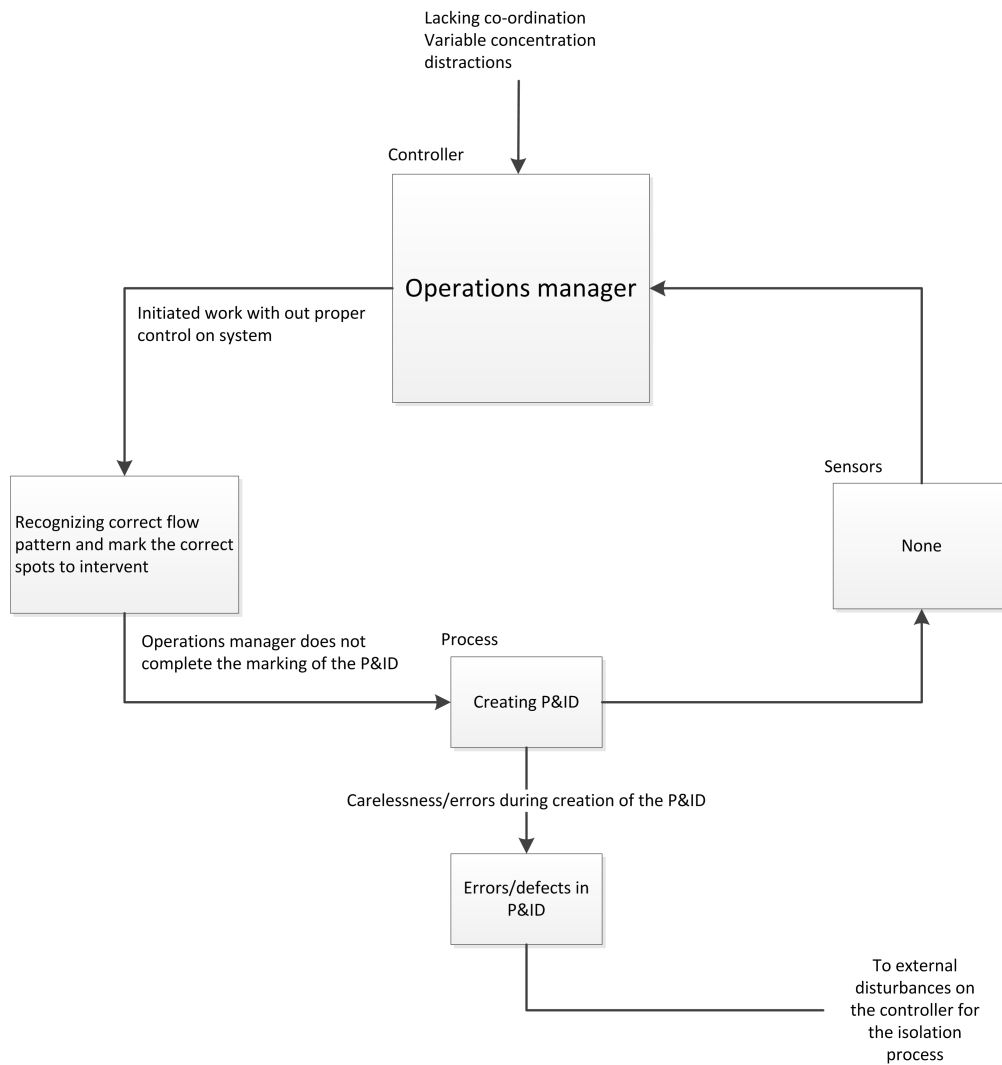 Lacking co-ordination
Variable concentration
distractions
Controller
Operations manager
Initiated work with out proper
control on system
Sensors
Recognizing correct flow
pattern and mark the correct
spots to intervent
None
Operations manager does not
complete the marking of the P&ID
Process
Creating P&ID
Carelessness/errors during creation of the P&ID
Errors/defects in
P&ID
To external
disturbances on
the controller for
the isolation
process